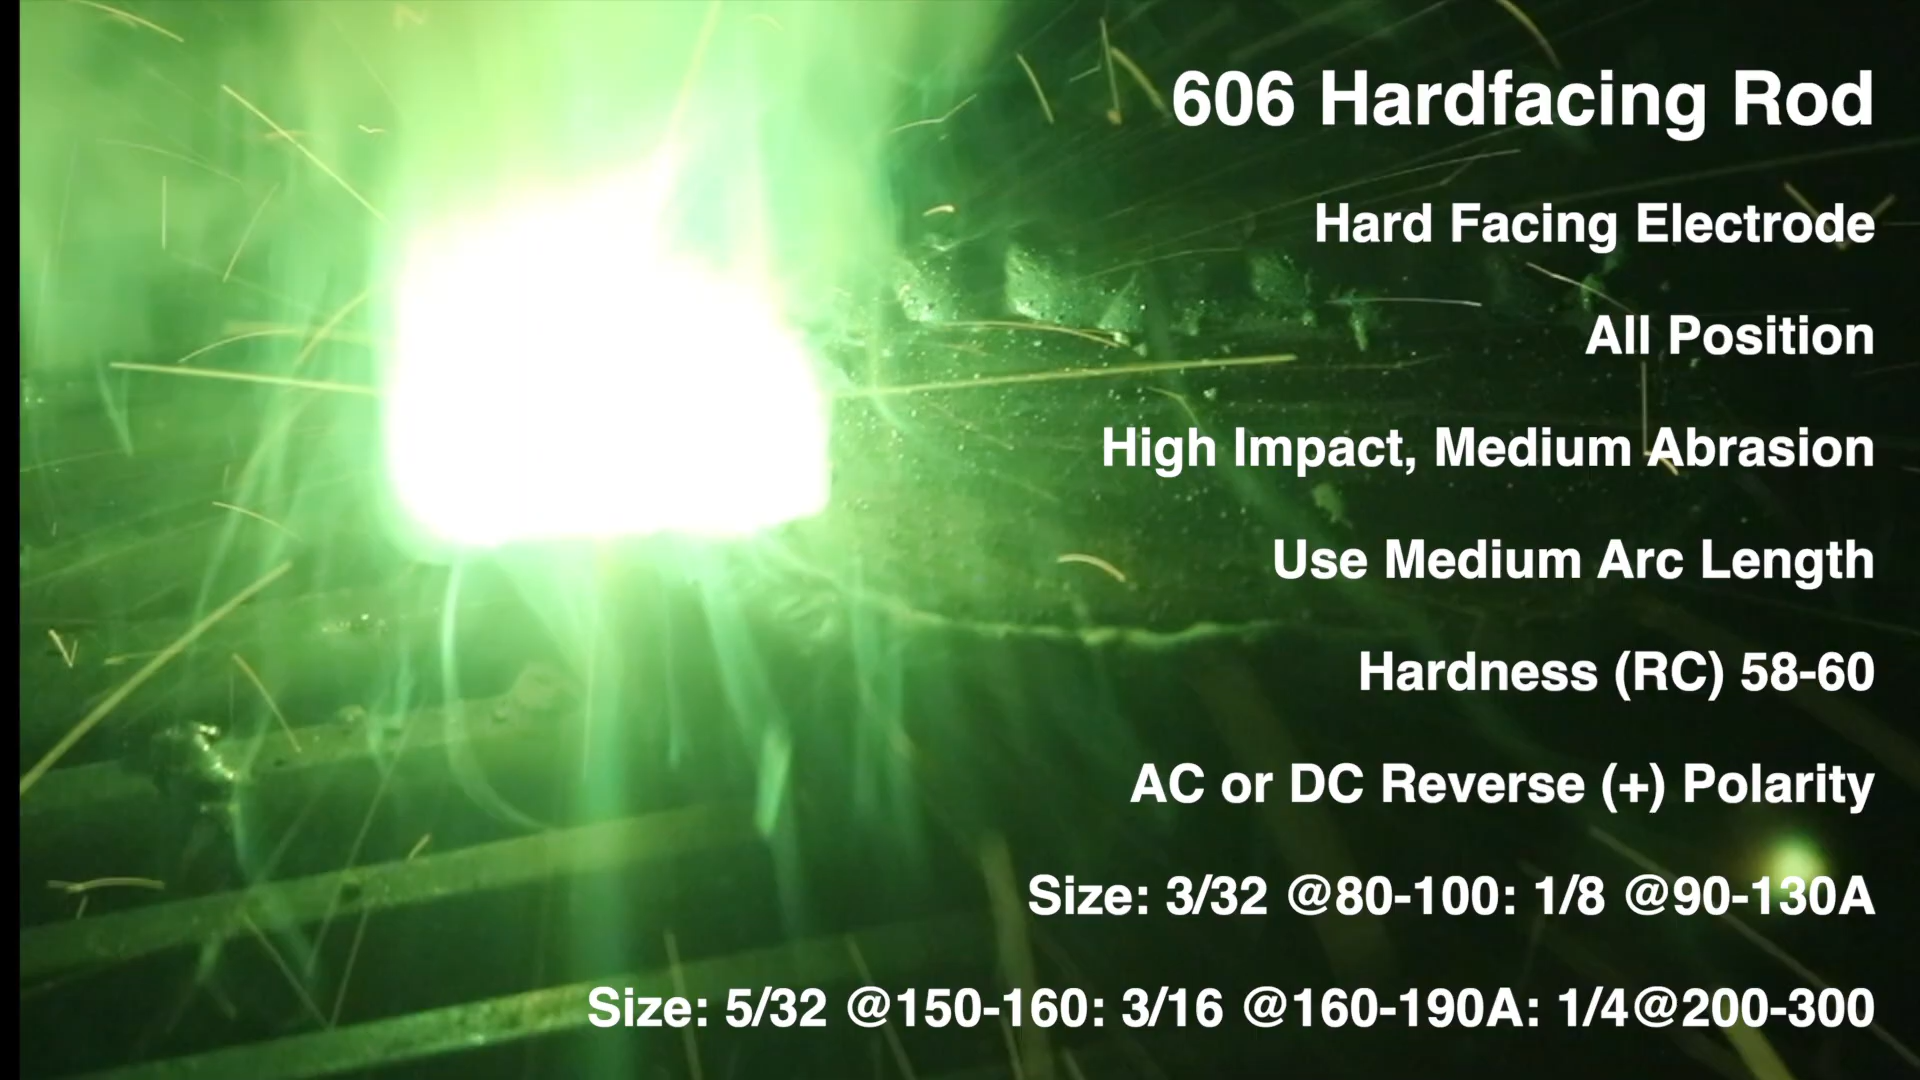 606 Hardfacing Rod
Hard Facing Electrode
All Position
High Impact, Medium Abrasion
Use Medium Arc Length
Hardness (RC) 58-60
AC or DC Reverse (+) Polarity
Size: 3/32 @80-100: 1/8 @90-130A
Size: 5/32 @150-160: 3/16 @160-190A: 1/4@200-300